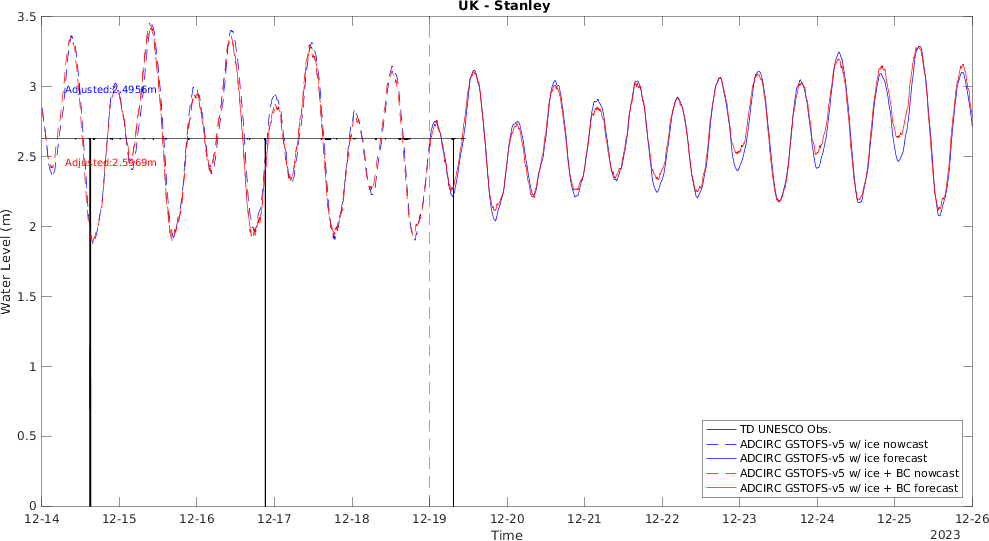 UK - Stanley
3.5
3
2.5
2
1.5
1
0.5
0
Water Level (m)
Adjusted:2.4956m
Adjusted:2.5969m
TD UNESCO Obs.
ADCIRC GSTOFS-v5 w/ ice nowcast
ADCIRC GSTOFS-v5 w/ ice forecast
ADCIRC GSTOFS-v5 w/ ice + BC nowcast
ADCIRC GSTOFS-v5 w/ ice + BC forecast
12-14 12-15 12-16 12-17 12-18 12-19 12-20 12-21 12-22 12-23 12-24 12-25 12-26
Time
2023